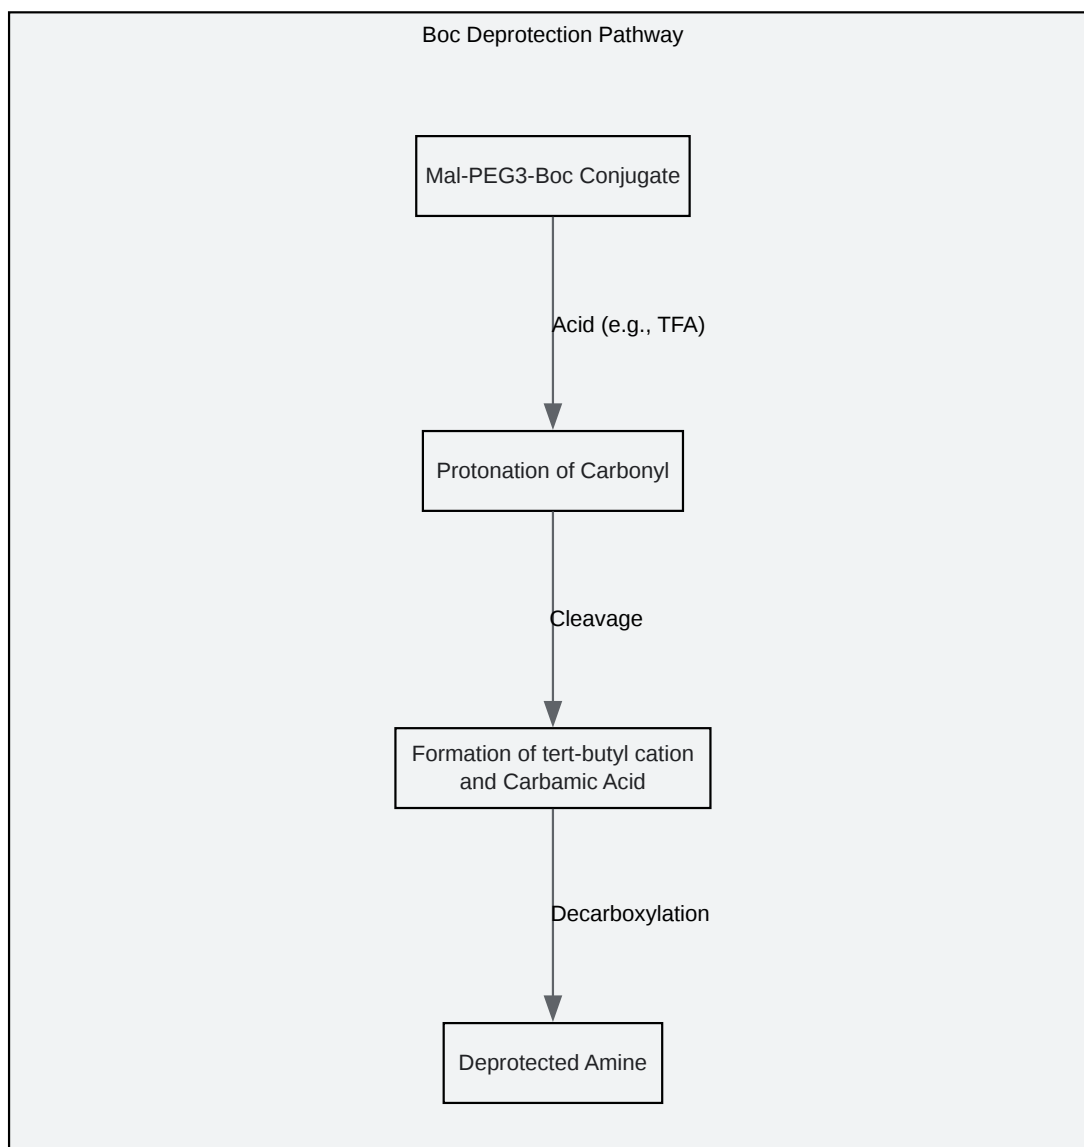 Boc Deprotection Pathway
Mal-PEG3-Boc Conjugate
Acid (e.g., TFA)
Protonation of Carbonyl
Cleavage
Formation of tert-butyl cation
and Carbamic Acid
Decarboxylation
Deprotected Amine